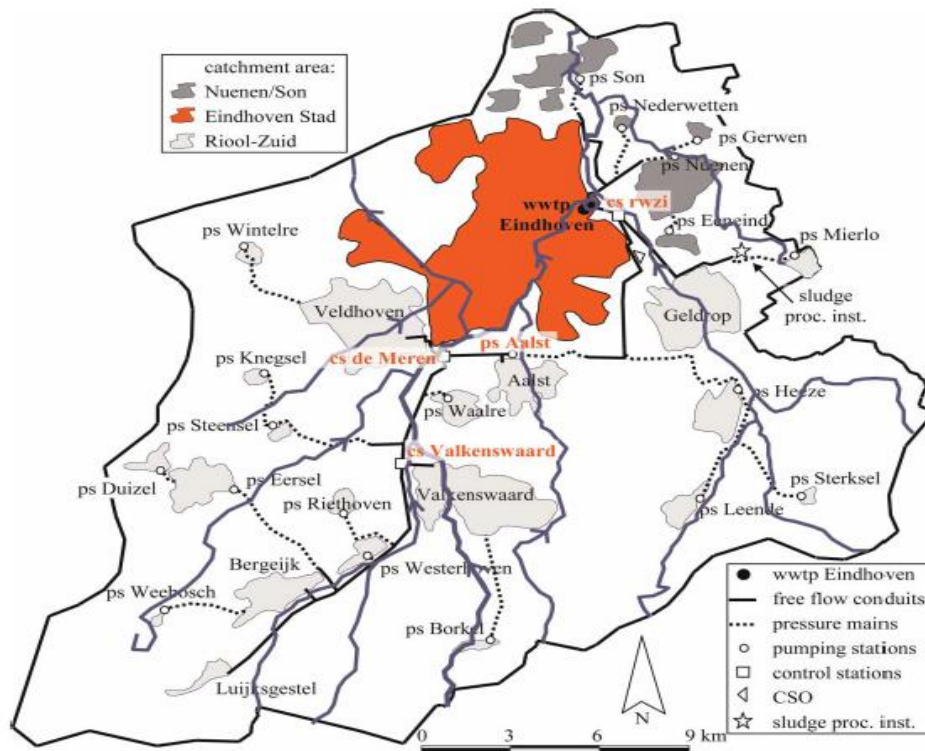 catchment area:
Nuenen/Son
Eindhoven Stad
Riool-Zuid
ps Son
ps Nederwetten
ps Gerwen
ps Nuenen
wwtp
Eindhoven
cs rwzi
ps Eeneind
ps Mierlo
ps Wintelre
sludge
proc. inst.
Veldhoven
Geldrop
cs de Meren
ps Aalst
ps Knegsel
Aalst
ps Heeze
ps Waalre
ps Steensel
cs Valkenswaard
ps Duizel
ps Eersel
ps Sterksel
ps Riethoven
Valkenswaard
ps Leende
Bergeijk
ps Westerhoven
ps Weebosch
ps Borkel
Luijksgestel
wwtp Eindhoven
free flow conduits
pressure mains
pumping stations
control stations
CSO
sludge proc. inst.
N
0 3 6 9 km